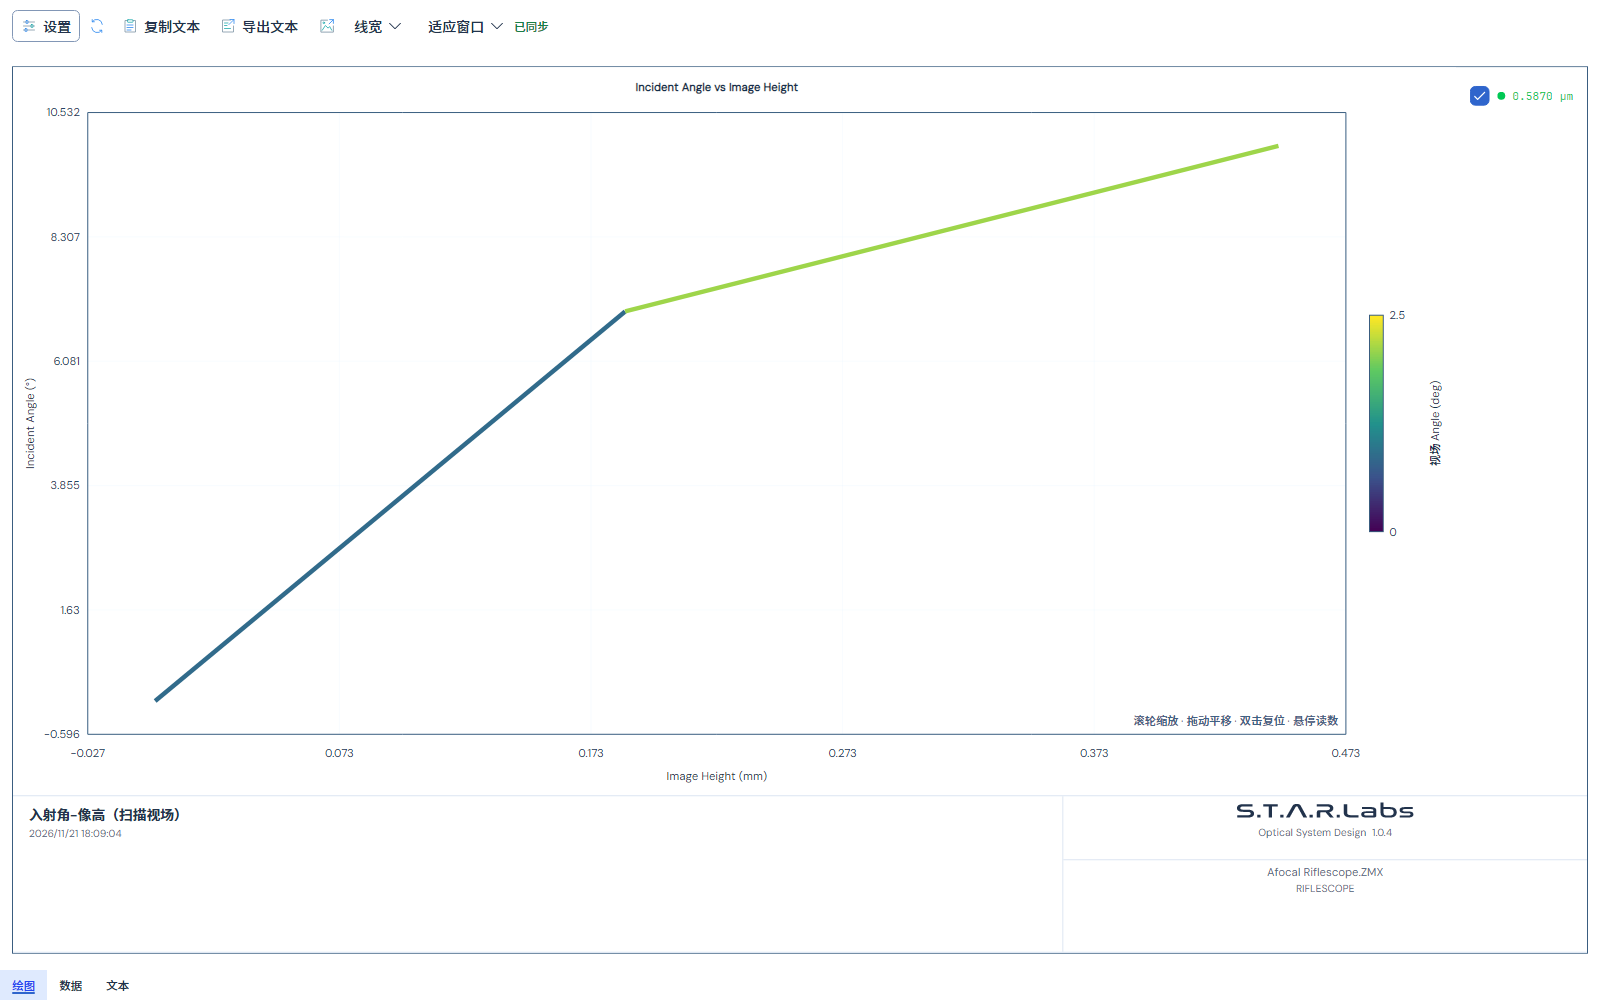 设置 复制文本 导出文本 线宽 适应窗口 已同步
Incident Angle vs Image Height
0.5870 µm
10.532
8.307
6.081
3.855
1.63
-0.596
Incident Angle (°)
-0.027 0.073 0.173 0.273 0.373 0.473
Image Height (mm)
滚轮缩放 · 拖动平移 · 双击复位 · 悬停读数
2.5
0
视场 Angle (deg)
入射角-像高（扫描视场）
2026/11/21 18:09:04
S.T.A.R.Labs
Optical System Design 1.0.4
Afocal Riflescope.ZMX
RIFLESCOPE
绘图 数据 文本